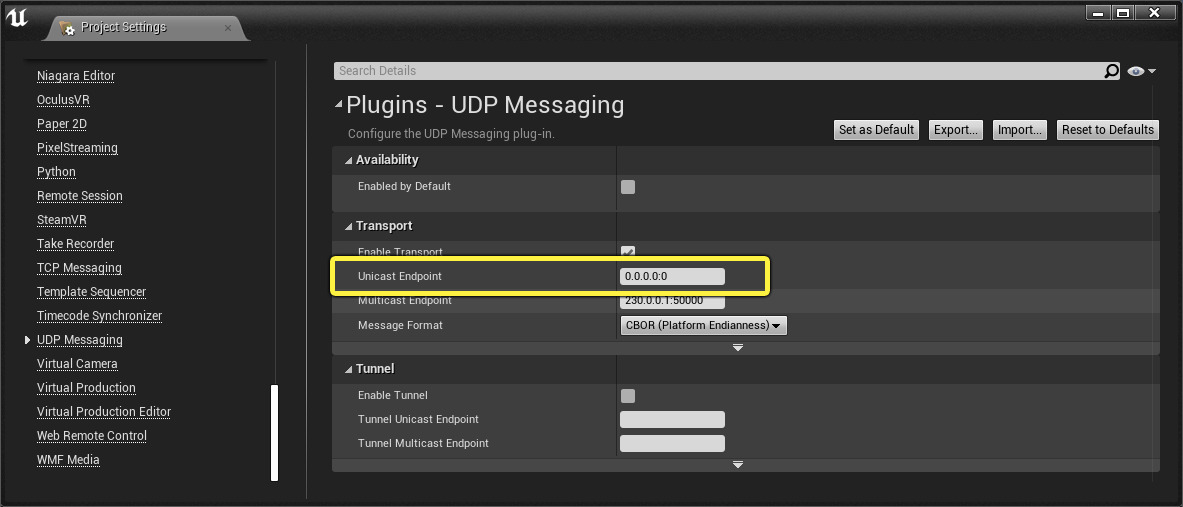 Project Settings
Niagara Editor
OculusVR
Paper 2D
PixelStreaming
Python
Remote Session
SteamVR
Take Recorder
TCP Messaging
Template Sequencer
Timecode Synchronizer
UDP Messaging
Virtual Camera
Virtual Production
Virtual Production Editor
Web Remote Control
WMF Media
Search Details
Plugins - UDP Messaging
Configure the UDP Messaging plug-in.
Set as Default Export... Import... Reset to Defaults
Availability
Enabled by Default
Transport
Enable Transport
Unicast Endpoint 0.0.0.0:0
Multicast Endpoint 230.0.0.1:50000
Message Format CBOR (Platform Endianness)
Tunnel
Enable Tunnel
Tunnel Unicast Endpoint
Tunnel Multicast Endpoint